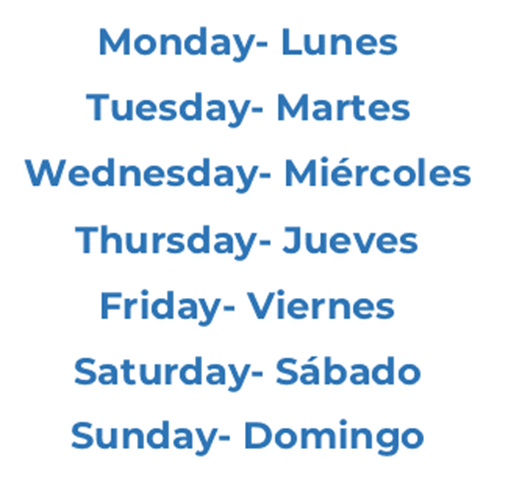 Monday- Lunes
Tuesday- Martes
Wednesday- Miércoles
Thursday- Jueves
Friday- Viernes
Saturday- Sábado
Sunday- Domingo